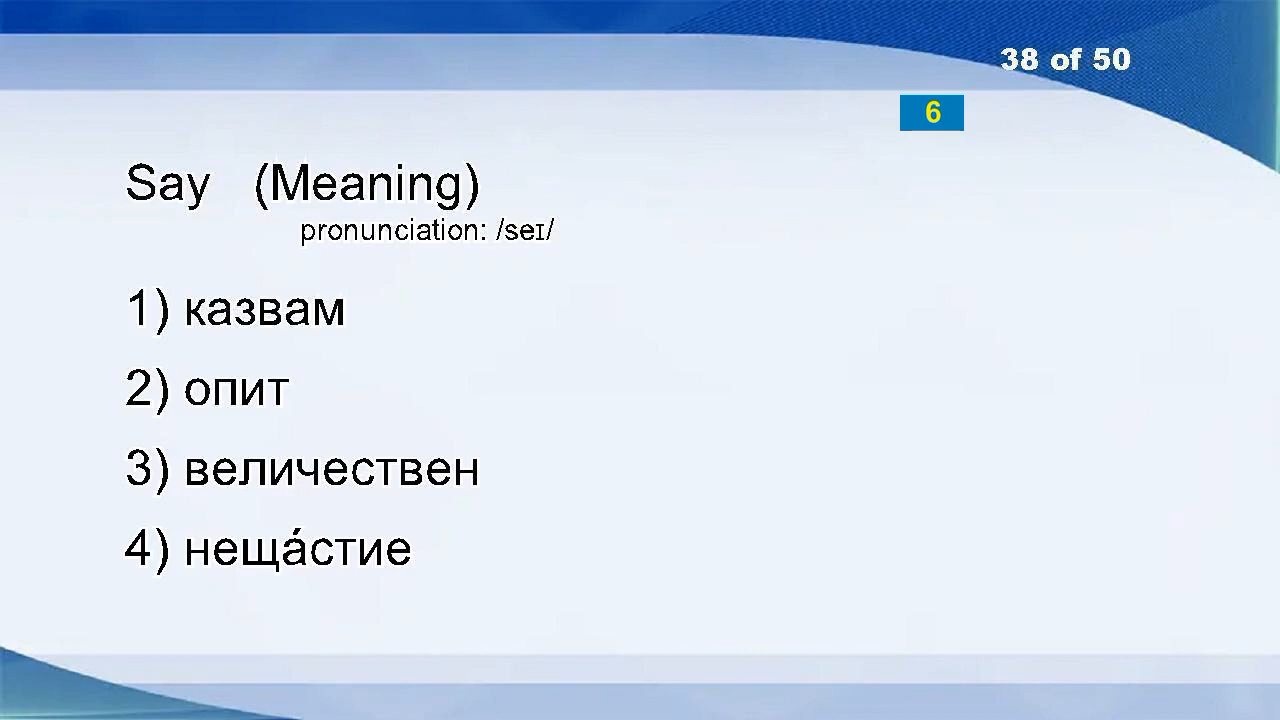 38 of 50
6
Say (Meaning)
pronunciation: /seɪ/
1) казвам
2) опит
3) величествен
4) неща́стие